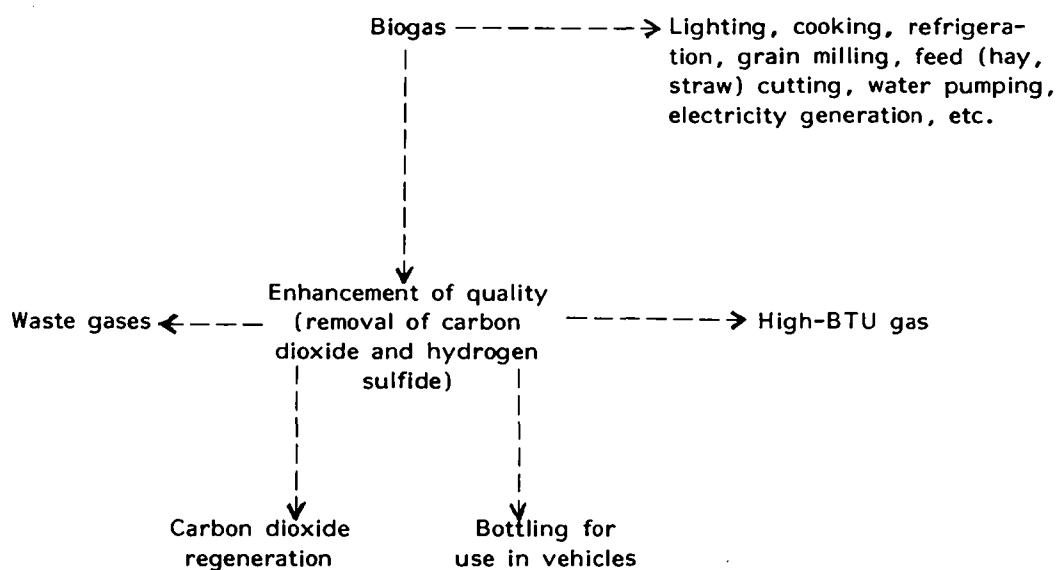 Biogas
Lighting, cooking, refrigera-
tion, grain milling, feed (hay,
straw) cutting, water pumping,
electricity generation, etc.
Enhancement of quality
(removal of carbon
dioxide and hydrogen
sulfide)
Waste gases
High-BTU gas
Carbon dioxide
regeneration
Bottling for
use in vehicles